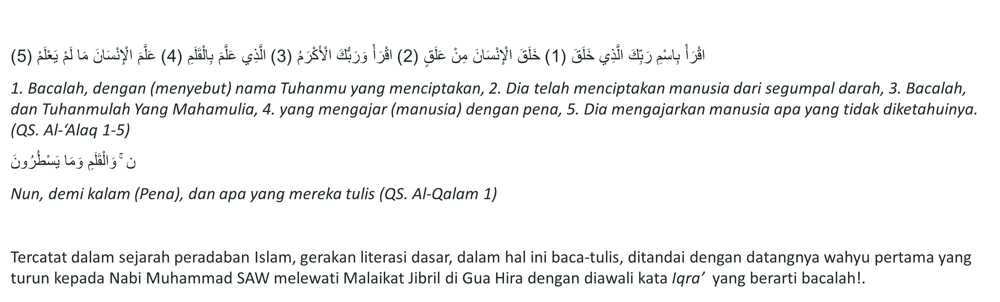 اقْرَأْ بِاسْمِ رَبِّكَ الَّذِي خَلَقَ (1) خَلَقَ الْإِنْسَانَ مِنْ عَلَقٍ (2) اقْرَأْ وَرَبُّكَ الْأَكْرَمُ (3) الَّذِي عَلَّمَ بِالْقَلَمِ (4) عَلَّمَ الْإِنْسَانَ مَا لَمْ يَعْلَمْ (5)
1. Bacalah, dengan (menyebut) nama Tuhanmu yang menciptakan, 2. Dia telah menciptakan manusia dari segumpal darah, 3. Bacalah,
dan Tuhanmulah Yang Mahamulia, 4. yang mengajar (manusia) dengan pena, 5. Dia mengajarkan manusia apa yang tidak diketahuinya.
(QS. Al-‘Alaq 1-5)
ن ۚ وَالْقَلَمِ وَمَا يَسْطُرُونَ
Nun, demi kalam (Pena), dan apa yang mereka tulis (QS. Al-Qalam 1)
Tercatat dalam sejarah peradaban Islam, gerakan literasi dasar, dalam hal ini baca-tulis, ditandai dengan datangnya wahyu pertama yang
turun kepada Nabi Muhammad SAW melewati Malaikat Jibril di Gua Hira dengan diawali kata Iqra’ yang berarti bacalah!.